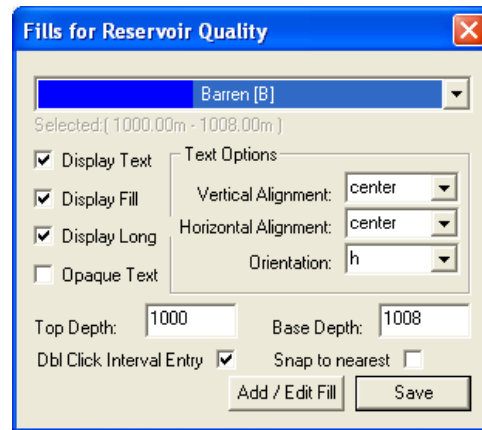 Fills for Reservoir Quality
Barren [B]
Selected:( 1000.00m - 1008.00m )
Display Text
Text Options
Display Fill
Vertical Alignment: center
Display Long
Horizontal Alignment: center
Opaque Text
Orientation: h
Top Depth: 1000 Base Depth: 1008
Dbl Click Interval Entry Snap to nearest
Add / Edit Fill Save